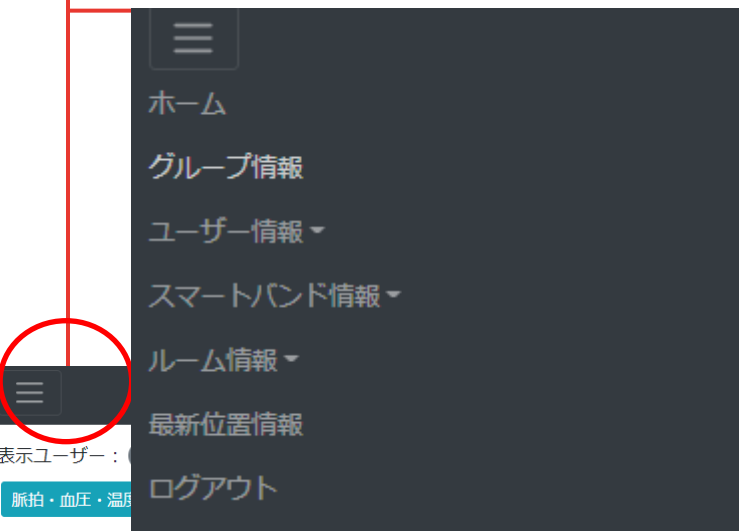 ホーム
グループ情報
ユーザー情報
スマートバンド情報
ルーム情報
最新位置情報
ログアウト
表示ユーザー：
脈拍・血圧・温度